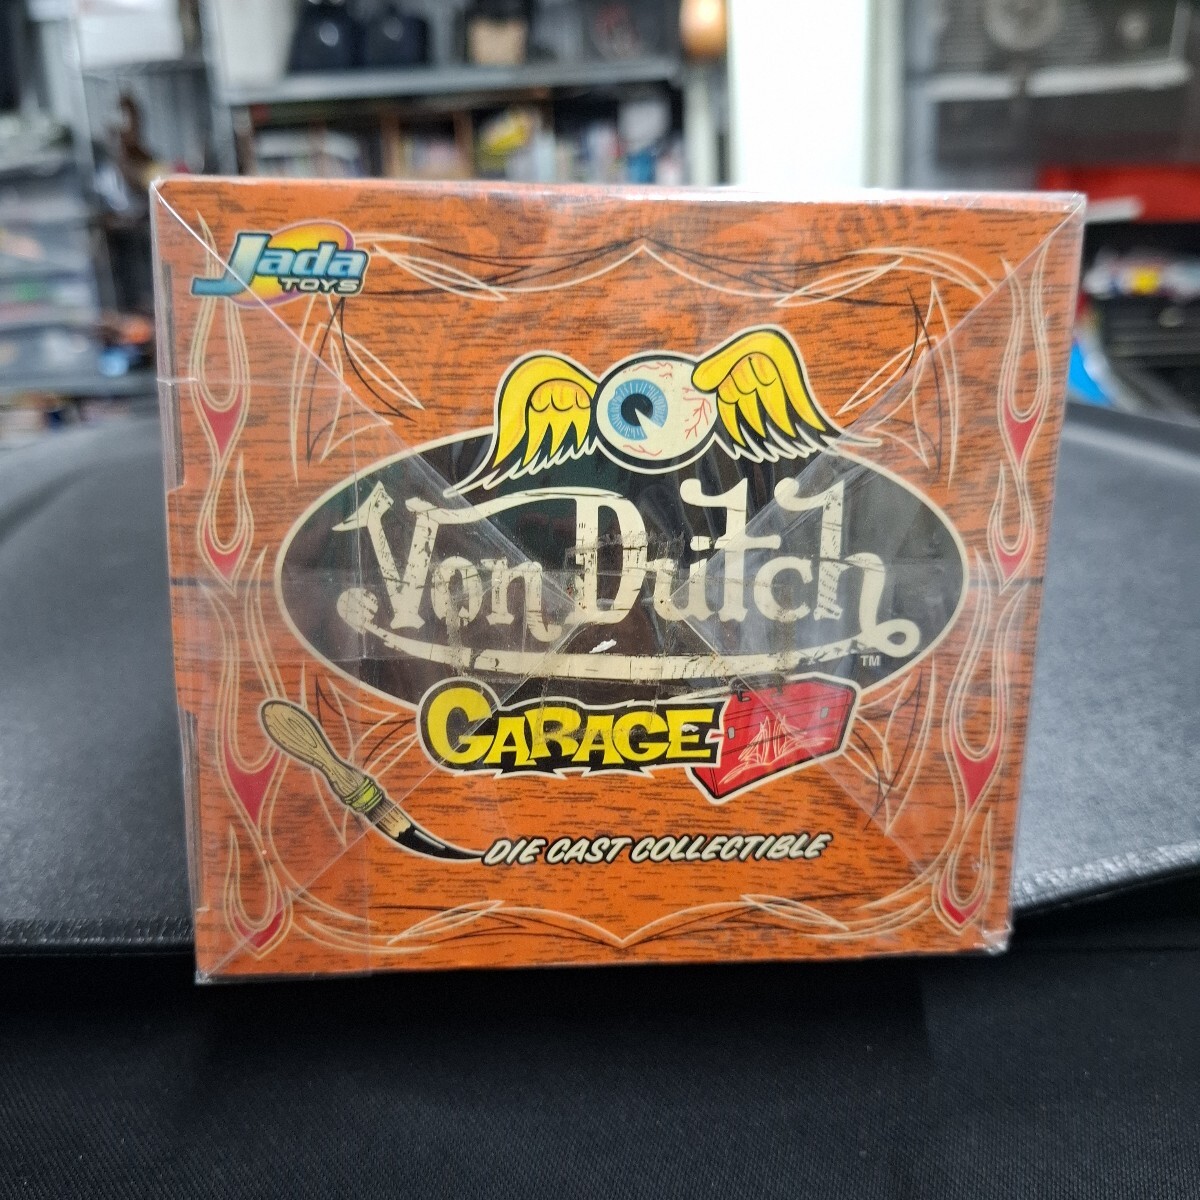 Jada
TOYS
Von Dutch
TM
GARAGE
DIE CAST COLLECTIBLE